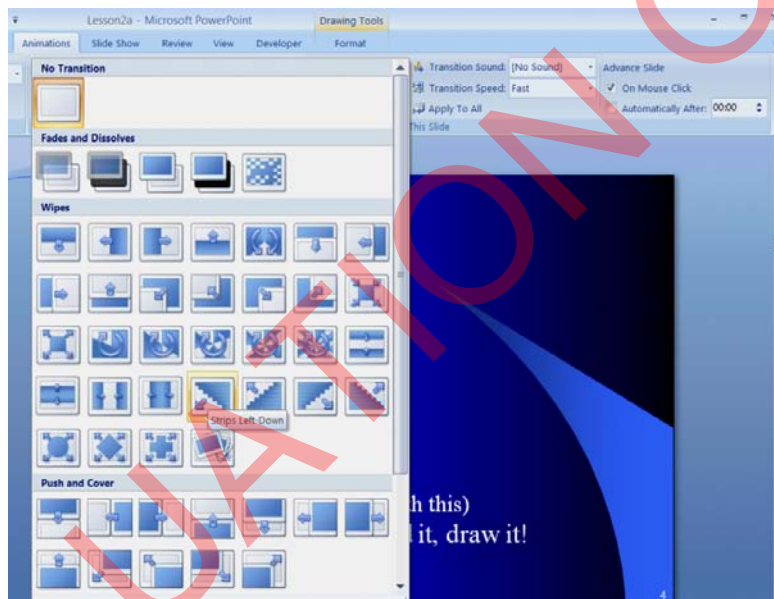 Lesson2a - Microsoft PowerPoint
Drawing Tools
Animations Slide Show Review View Developer Format
No Transition
Transition Sound: [No Sound]
Advance Slide
Transition Speed: Fast
On Mouse Click
Apply To All
Automatically After: 00:00
This Slide
Fades and Dissolves
Wipes
Strips Left-Down
Push and Cover
h this)
it, draw it!
4
UATION